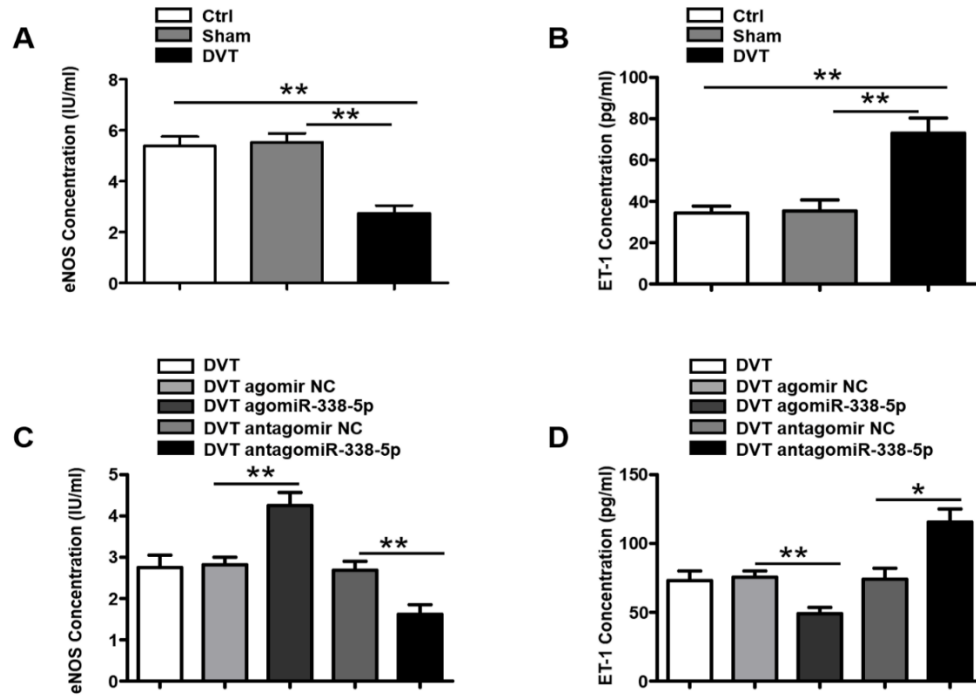 A
Ctrl
Sham
DVT
eNOS Concentration (IU/ml)
8
6
4
2
0
**
**
B
Ctrl
Sham
DVT
ET-1 Concentration (pg/ml)
100
80
60
40
20
0
**
**
C
DVT
DVT agomir NC
DVT agomiR-338-5p
DVT antagomir NC
DVT antagomiR-338-5p
eNOS Concentration (IU/ml)
5
4
3
2
1
0
**
**
D
DVT
DVT agomir NC
DVT agomiR-338-5p
DVT antagomir NC
DVT antagomiR-338-5p
ET-1 Concentration (pg/ml)
150
100
50
0
**
*